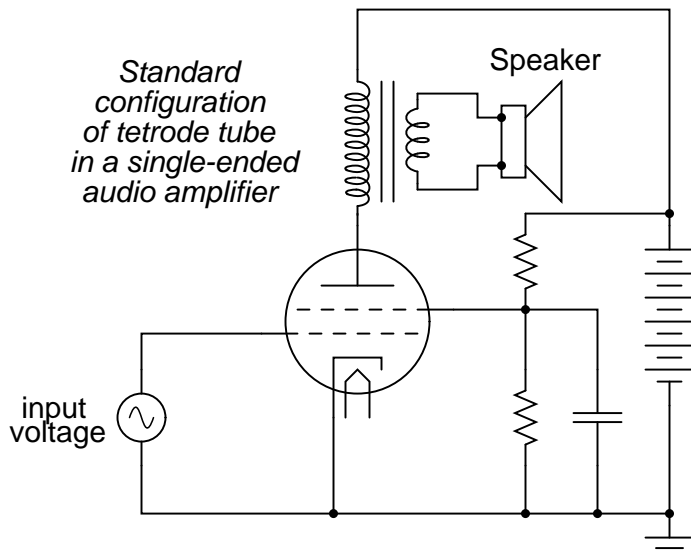 Standard
configuration
of tetrode tube
in a single-ended
audio amplifier
Speaker
input
voltage